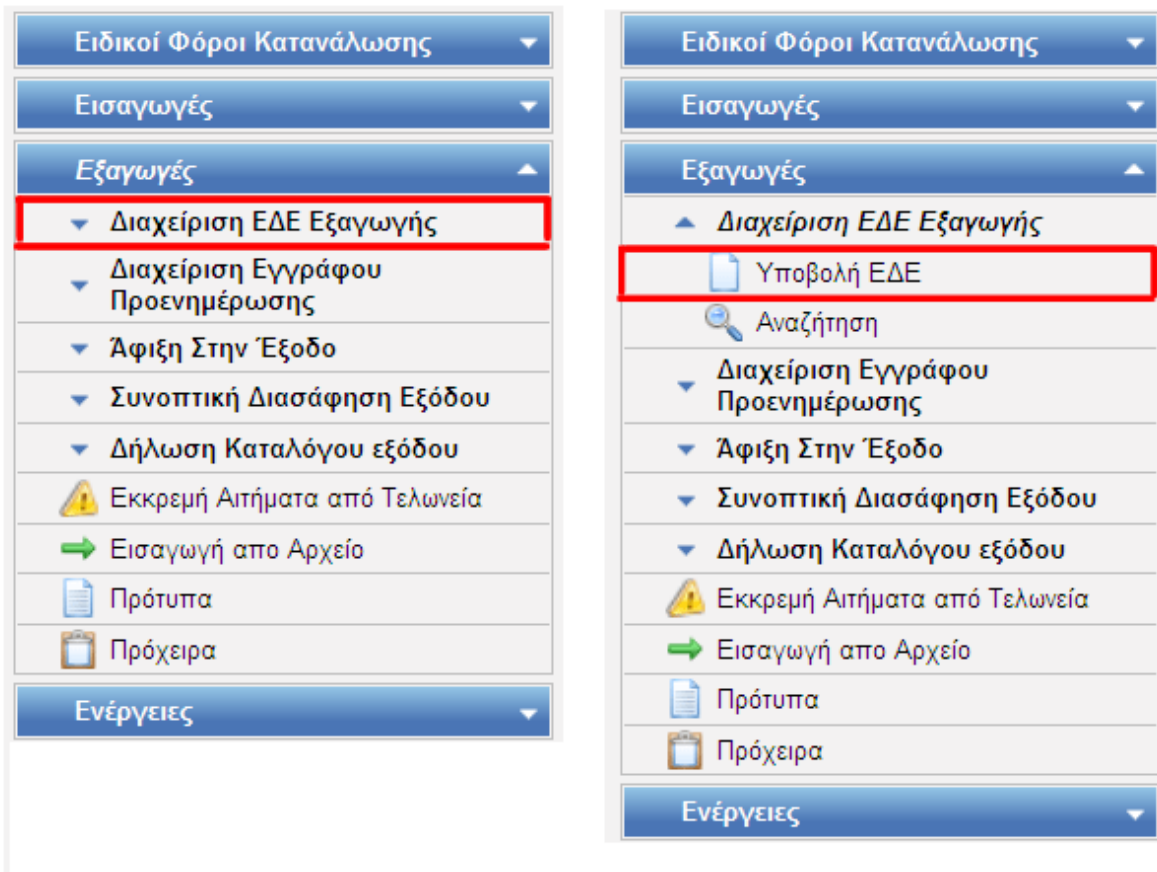 Ειδικοί Φόροι Κατανάλωσης
Εισαγωγές
Εξαγωγές
Διαχείριση ΕΔΕ Εξαγωγής
Διαχείριση Εγγράφου
Προενημέρωσης
Άφιξη Στην Έξοδο
Συνοπτική Διασάφηση Εξόδου
Δήλωση Καταλόγου εξόδου
Εκκρεμή Αιτήματα από Τελωνεία
Εισαγωγή απο Αρχείο
Πρότυπα
Πρόχειρα
Ενέργειες
Ειδικοί Φόροι Κατανάλωσης
Εισαγωγές
Εξαγωγές
Διαχείριση ΕΔΕ Εξαγωγής
Υποβολή ΕΔΕ
Αναζήτηση
Διαχείριση Εγγράφου
Προενημέρωσης
Άφιξη Στην Έξοδο
Συνοπτική Διασάφηση Εξόδου
Δήλωση Καταλόγου εξόδου
Εκκρεμή Αιτήματα από Τελωνεία
Εισαγωγή απο Αρχείο
Πρότυπα
Πρόχειρα
Ενέργειες